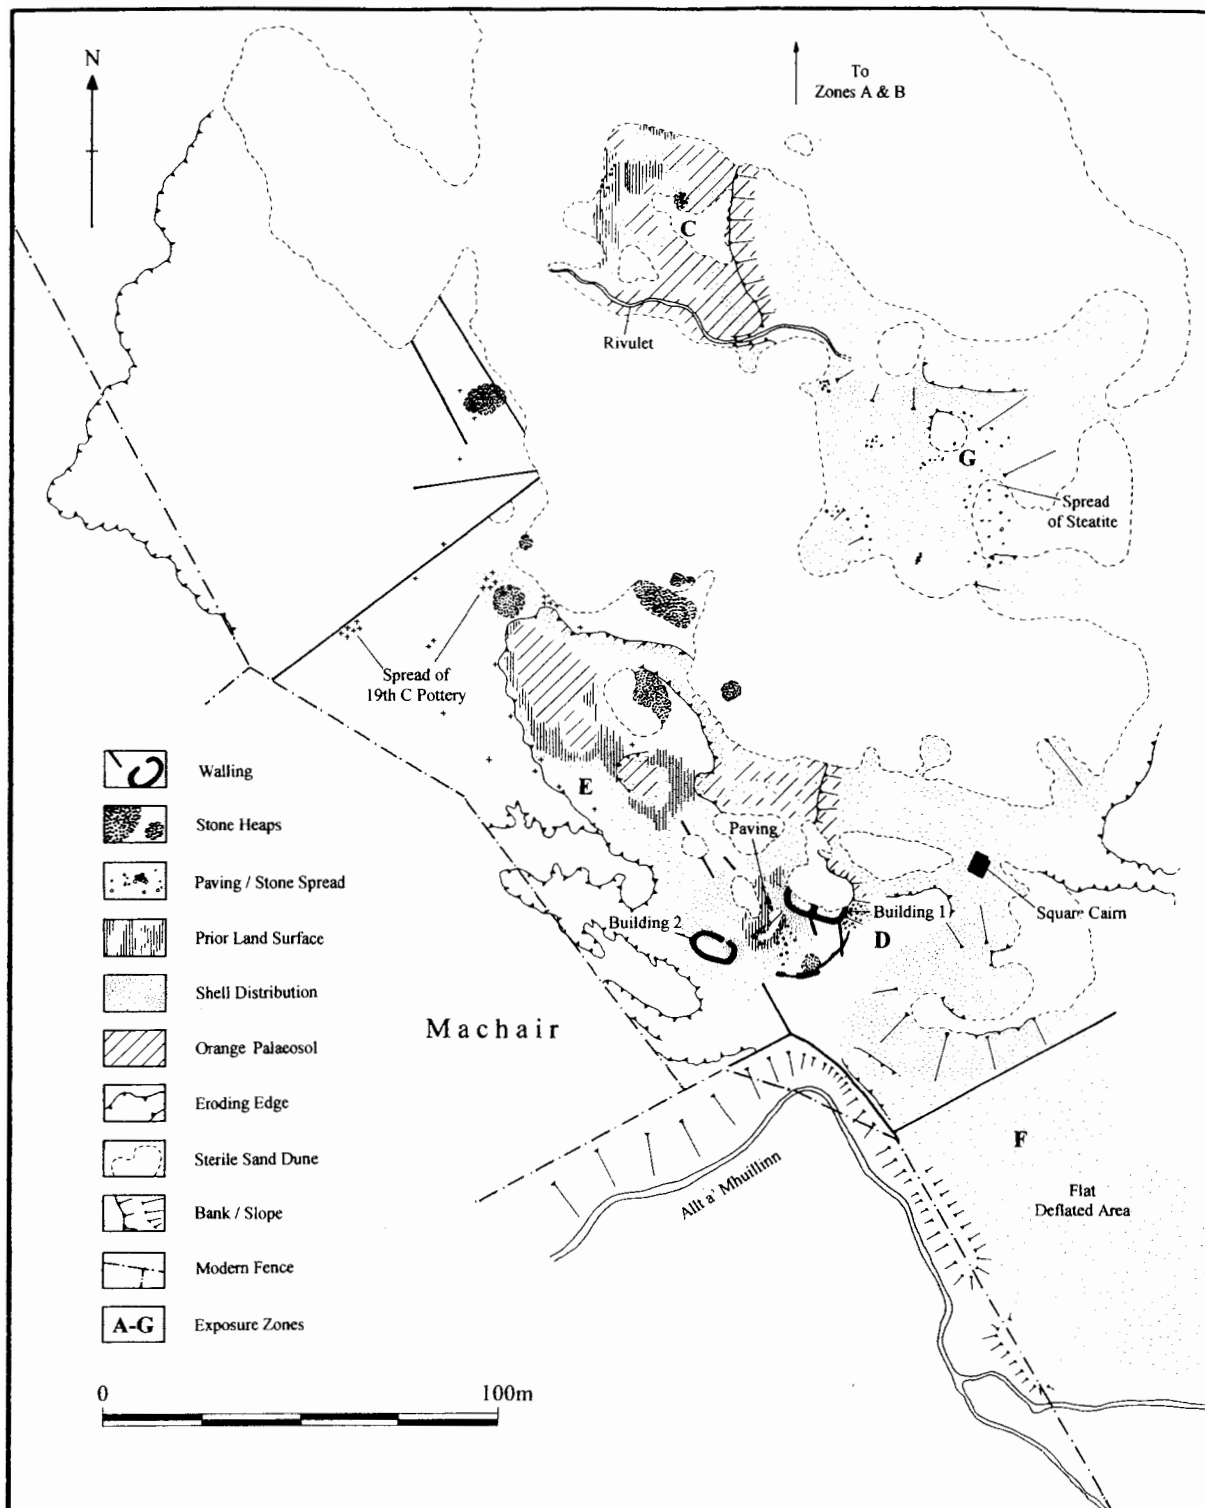 N
To
Zones A & B
C
Rivulet
G
Spread
of Steatite
Spread of
19th C Pottery
E
Paving
Building 1
Building 2
D
Square Cairn
Machair
Allt a' Mhuillinn
F
Flat
Deflated Area
Walling
Stone Heaps
Paving / Stone Spread
Prior Land Surface
Shell Distribution
Orange Palaeosol
Eroding Edge
Sterile Sand Dune
Bank / Slope
Modern Fence
A-G Exposure Zones
0 100m